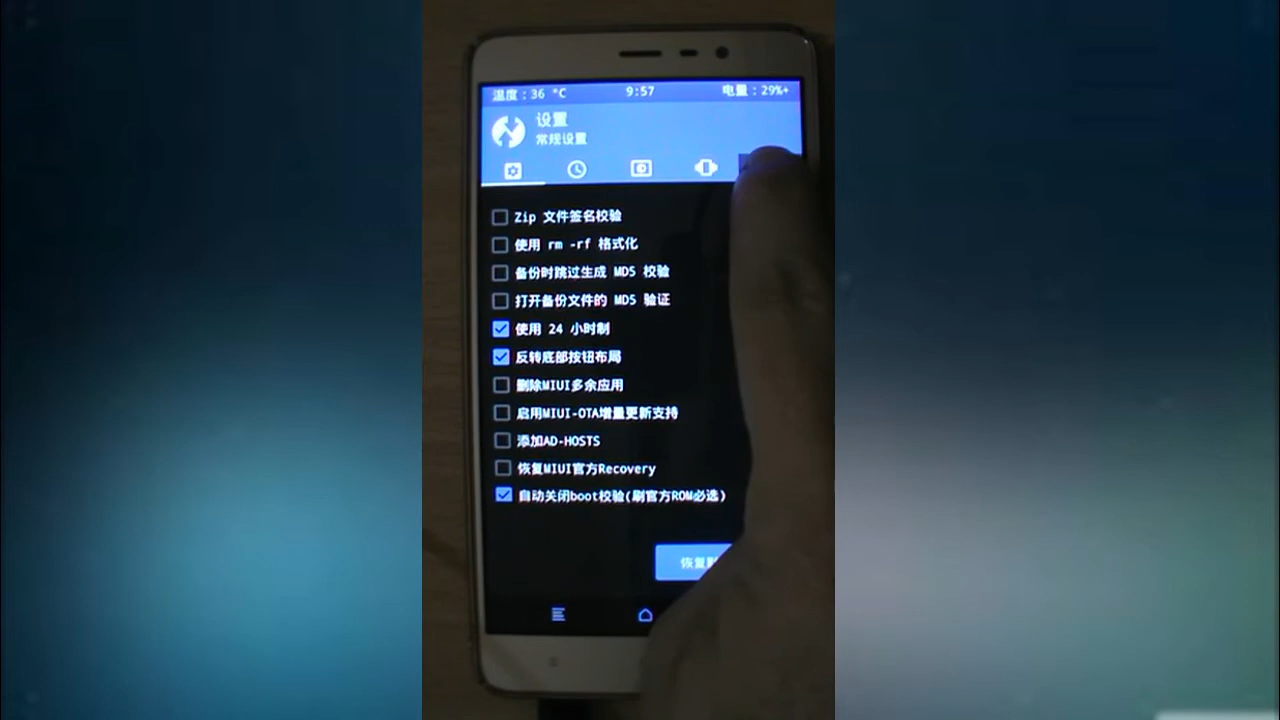 温度：36 °C
9:57
电量：29%+
设置
常规设置
Zip 文件签名校验
使用 rm -rf 格式化
备份时跳过生成 MD5 校验
打开备份文件的 MD5 验证
使用 24 小时制
反转底部按钮布局
删除MIUI多余应用
启用MIUI-OTA增量更新支持
添加AD-HOSTS
恢复MIUI官方Recovery
自动关闭boot校验(刷官方ROM必选)
恢复